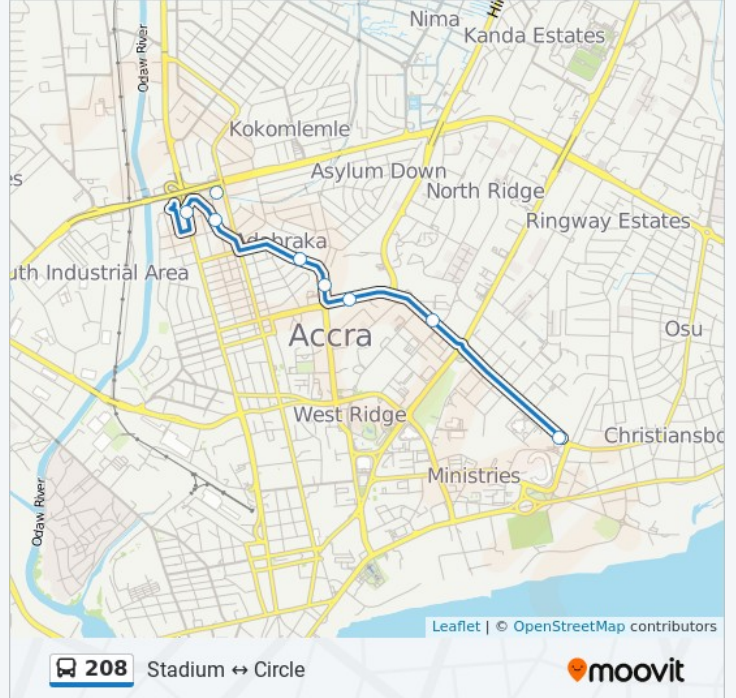 Nima
Kanda Estates
Odaw River
Kokomlemle
Asylum Down
North Ridge
Ringway Estates
Adabraka
uth Industrial Area
Accra
Osu
West Ridge
Christiansbo
Ministries
Odaw River
Leaflet | © OpenStreetMap contributors
208 Stadium ↔ Circle
moovit